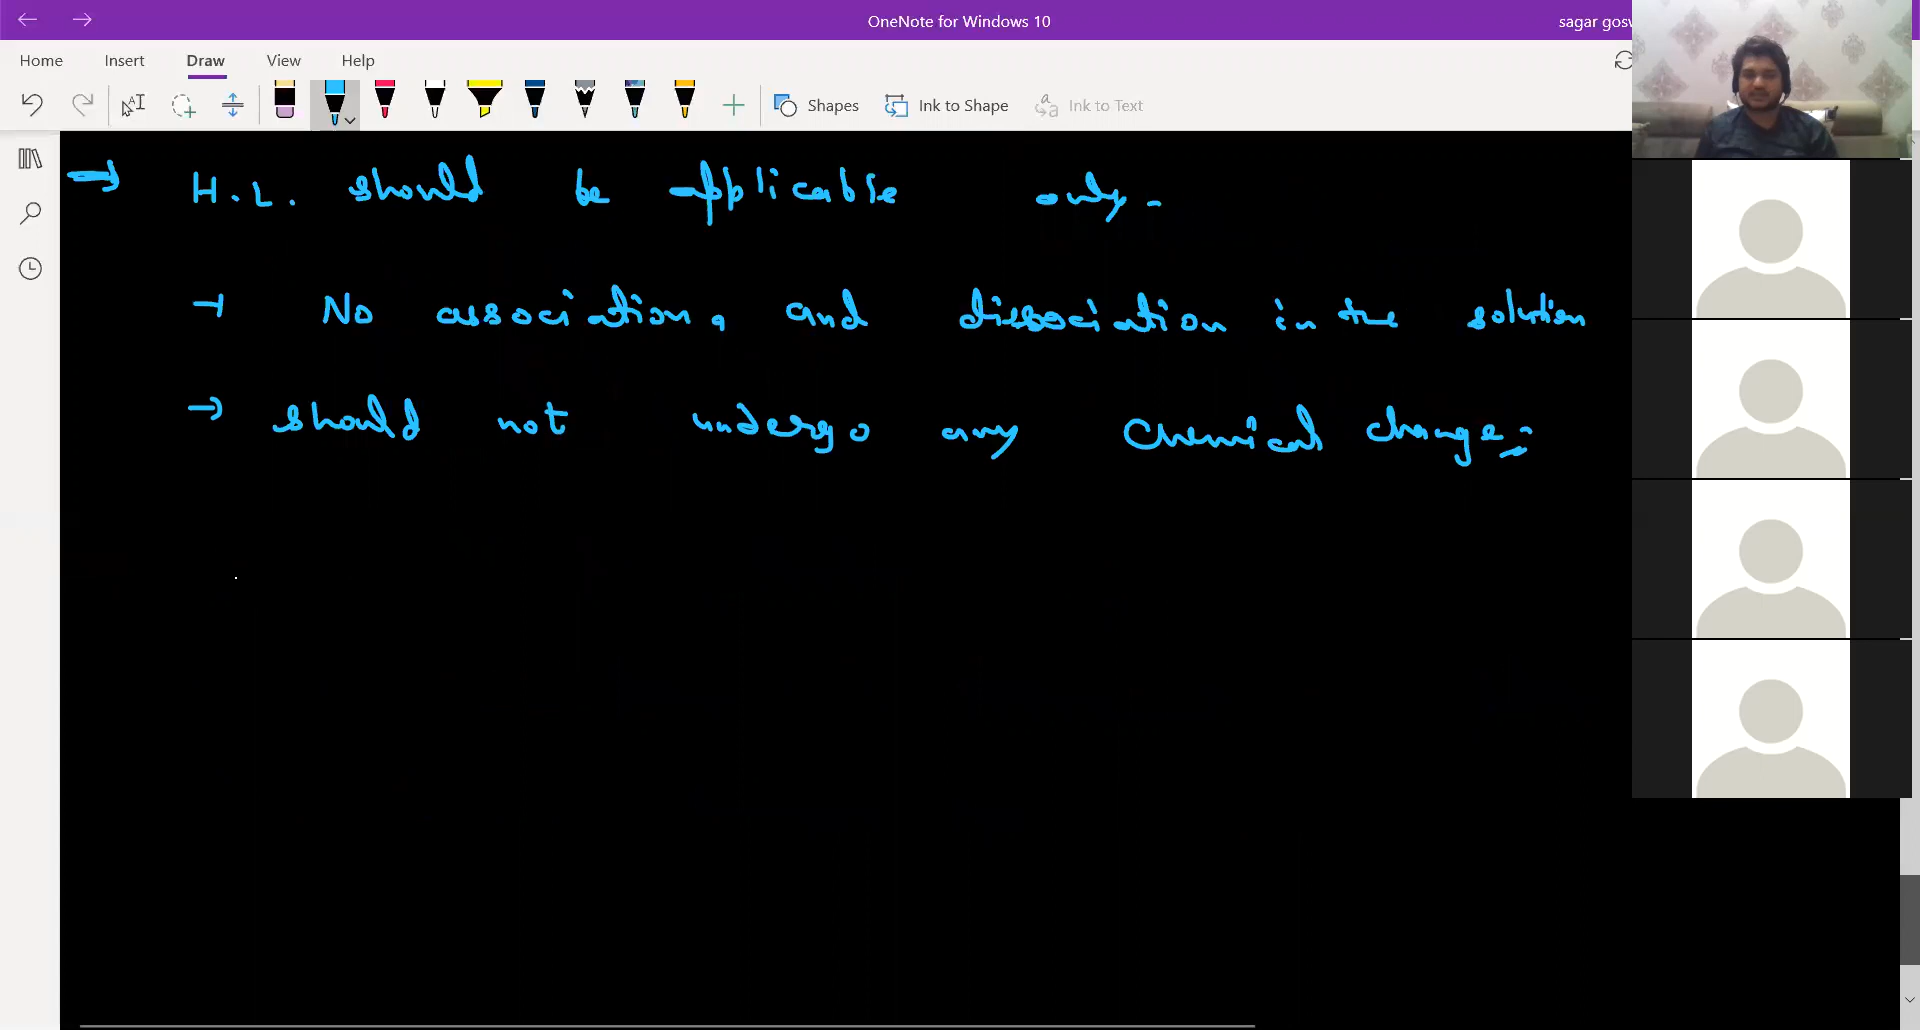 OneNote for Windows 10
sagar gosw
Home Insert Draw View Help
Shapes Ink to Shape Ink to Text
→ H.L. should be applicable only.
→ No association, and dissociation in the solution
→ should not undergo any chemical change.